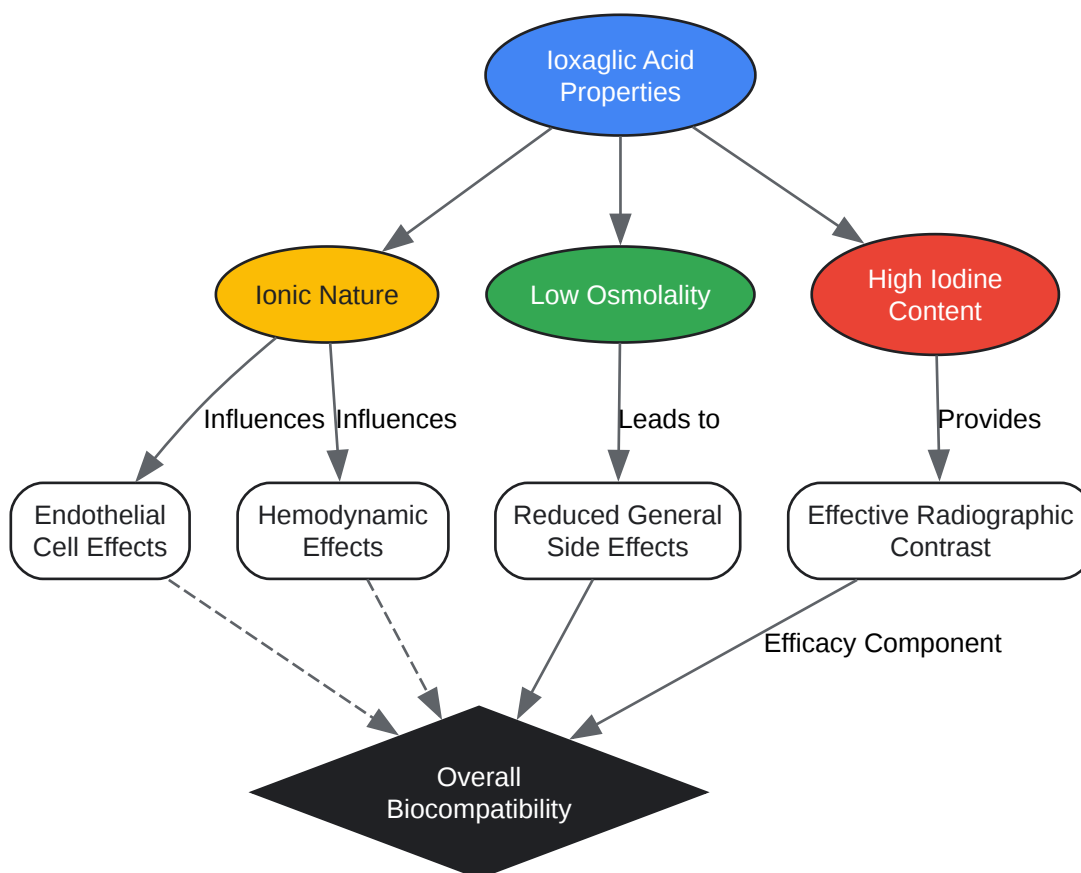 Ioxaglic Acid
Properties
Ionic Nature
Low Osmolality
High Iodine
Content
Influences
Influences
Leads to
Provides
Endothelial
Cell Effects
Hemodynamic
Effects
Reduced General
Side Effects
Effective Radiographic
Contrast
Efficacy Component
Overall
Biocompatibility